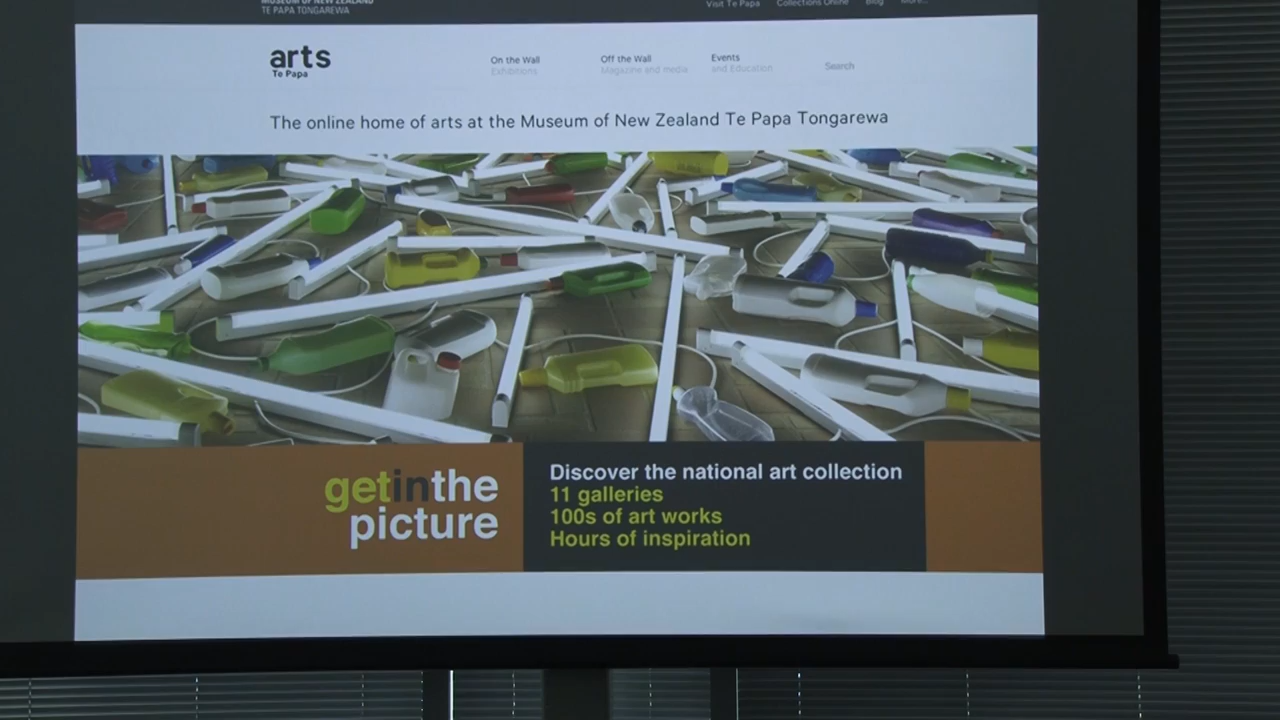 MUSEUM OF NEW ZEALAND
TE PAPA TONGAREWA
Visit Te Papa
Collections Online
Blog
More...
arts
Te Papa
On the Wall
Exhibitions
Off the Wall
Magazine and media
Events
and Education
Search
The online home of arts at the Museum of New Zealand Te Papa Tongarewa
getinthe
picture
Discover the national art collection
11 galleries
100s of art works
Hours of inspiration